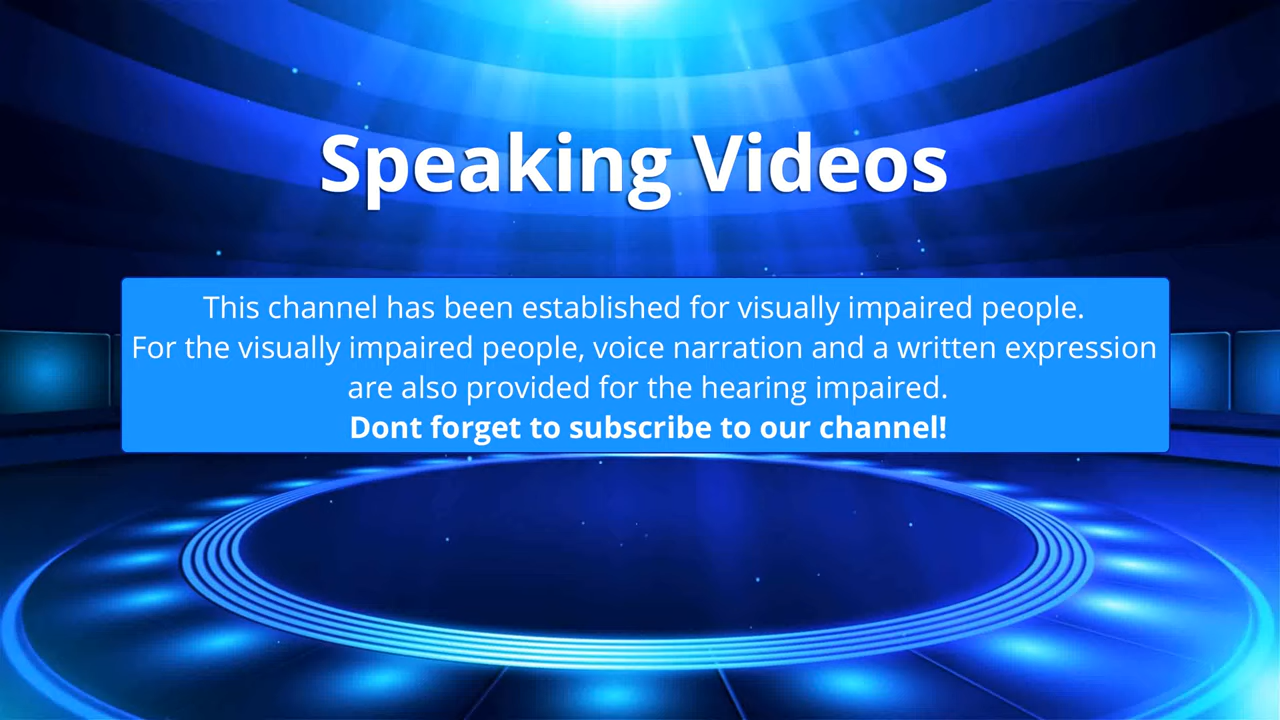 Speaking Videos
This channel has been established for visually impaired people.
For the visually impaired people, voice narration and a written expression
are also provided for the hearing impaired.
Dont forget to subscribe to our channel!